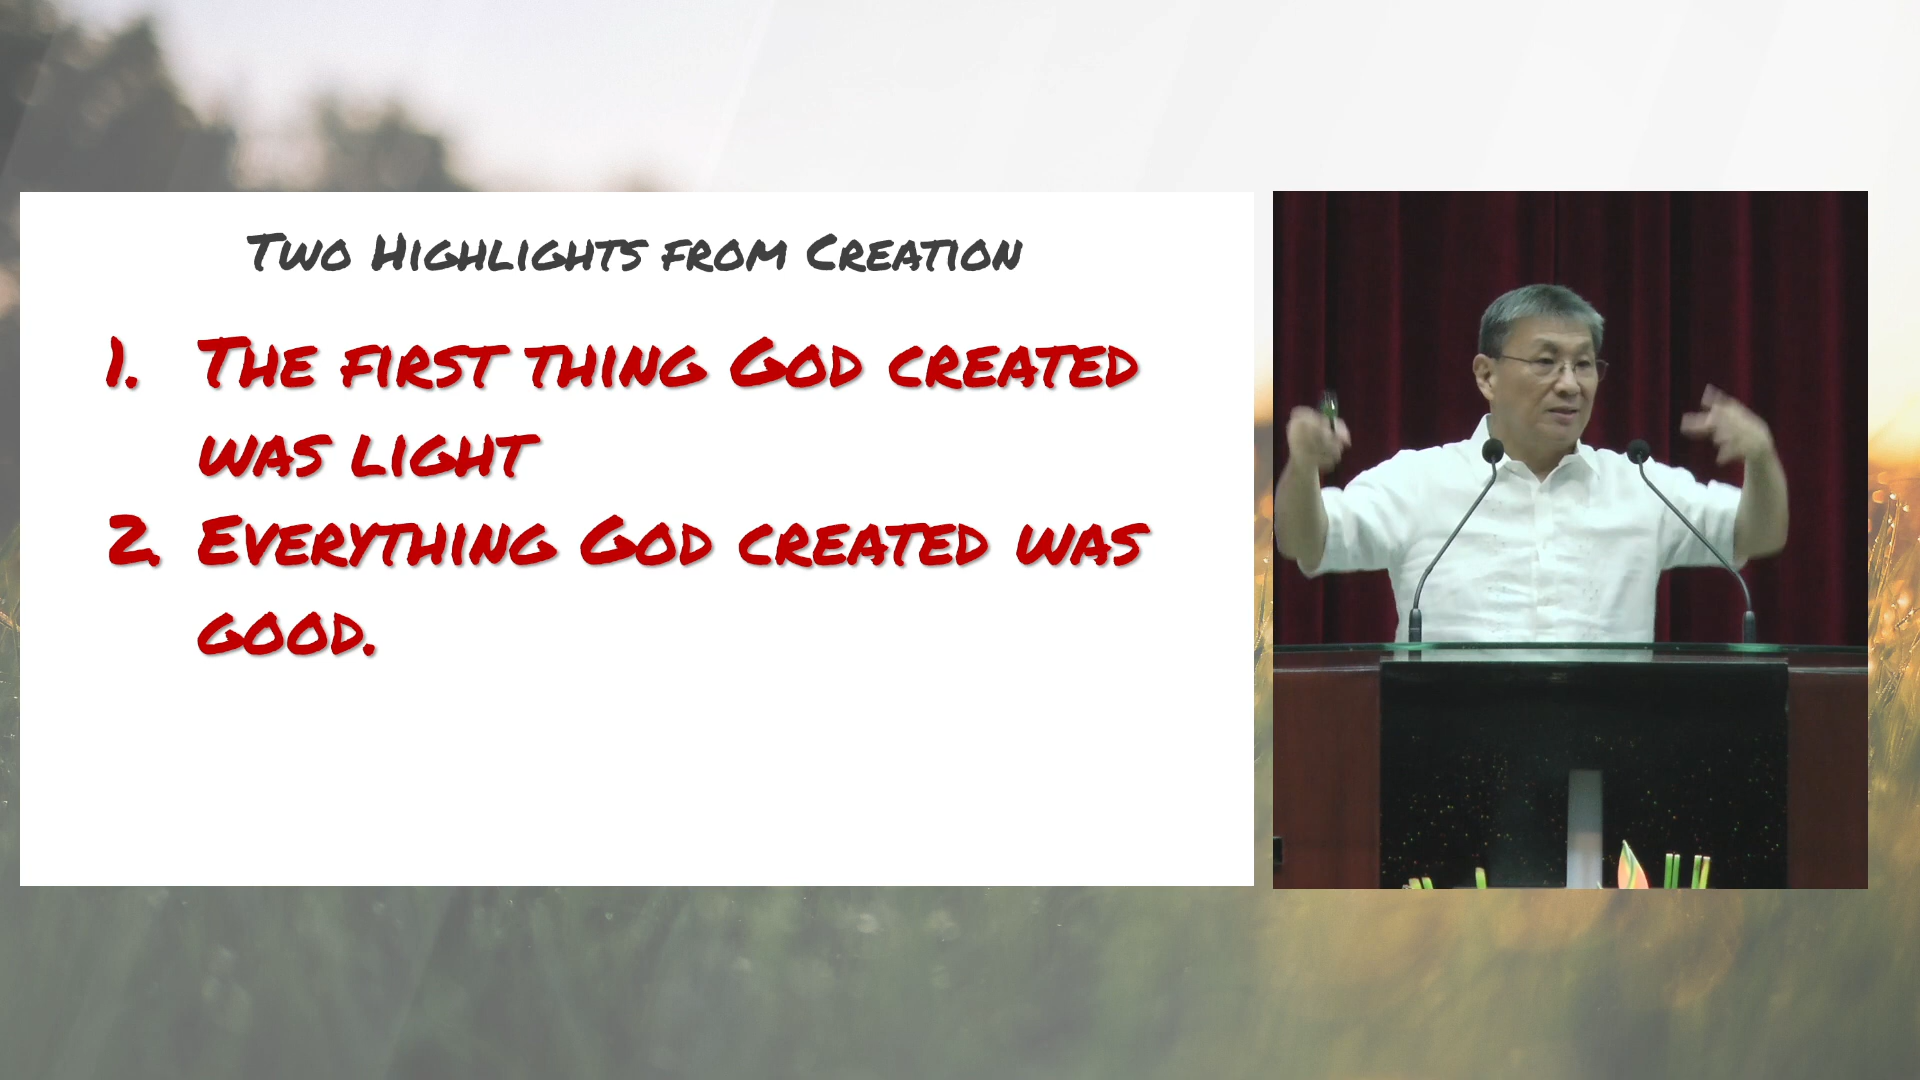 Two Highlights from Creation
1. The first thing God created
was light
2. Everything God created was
good.